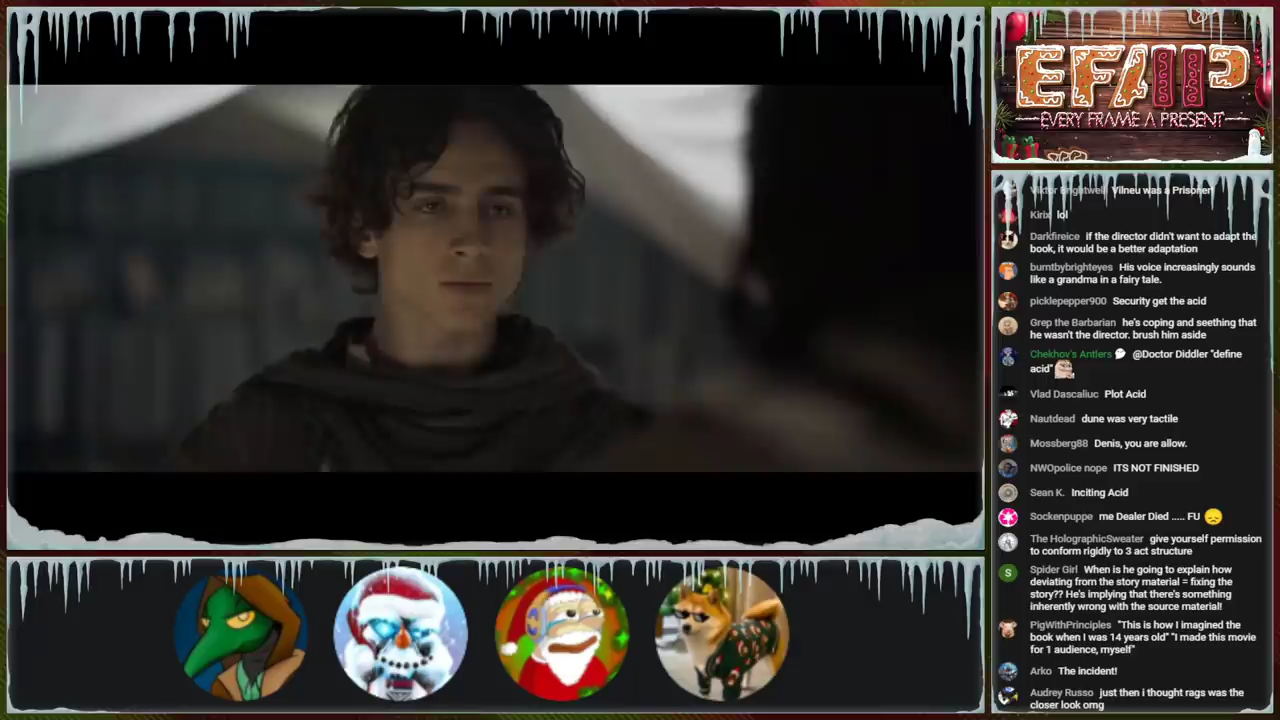 EFAP
EVERY FRAME A PRESENT
Viktor Brightwell Vilneu was a Prisoner
Kirix lol
Darkfireice if the director didn't want to adapt the
book, it would be a better adaptation
burntbybrighteyes His voice increasingly sounds
like a grandma in a fairy tale.
picklepepper900 Security get the acid
Grep the Barbarian he's coping and seething that
he wasn't the director. brush him aside
Chekhov's Antlers @Doctor Diddler "define
acid"
Vlad Dascaliuc Plot Acid
Nautdead dune was very tactile
Mossberg88 Denis, you are allow.
NWOpolice nope ITS NOT FINISHED
Sean K. Inciting Acid
Sockenpuppe me Dealer Died ..... FU
The HolographicSweater give yourself permission
to conform rigidly to 3 act structure
S
Spider Girl When is he going to explain how
deviating from the story material = fixing the
story?? He's implying that there's something
inherently wrong with the source material!
PigWithPrinciples "This is how I imagined the
book when I was 14 years old" "I made this movie
for 1 audience, myself"
Arko The incident!
Audrey Russo just then i thought rags was the
closer look omg